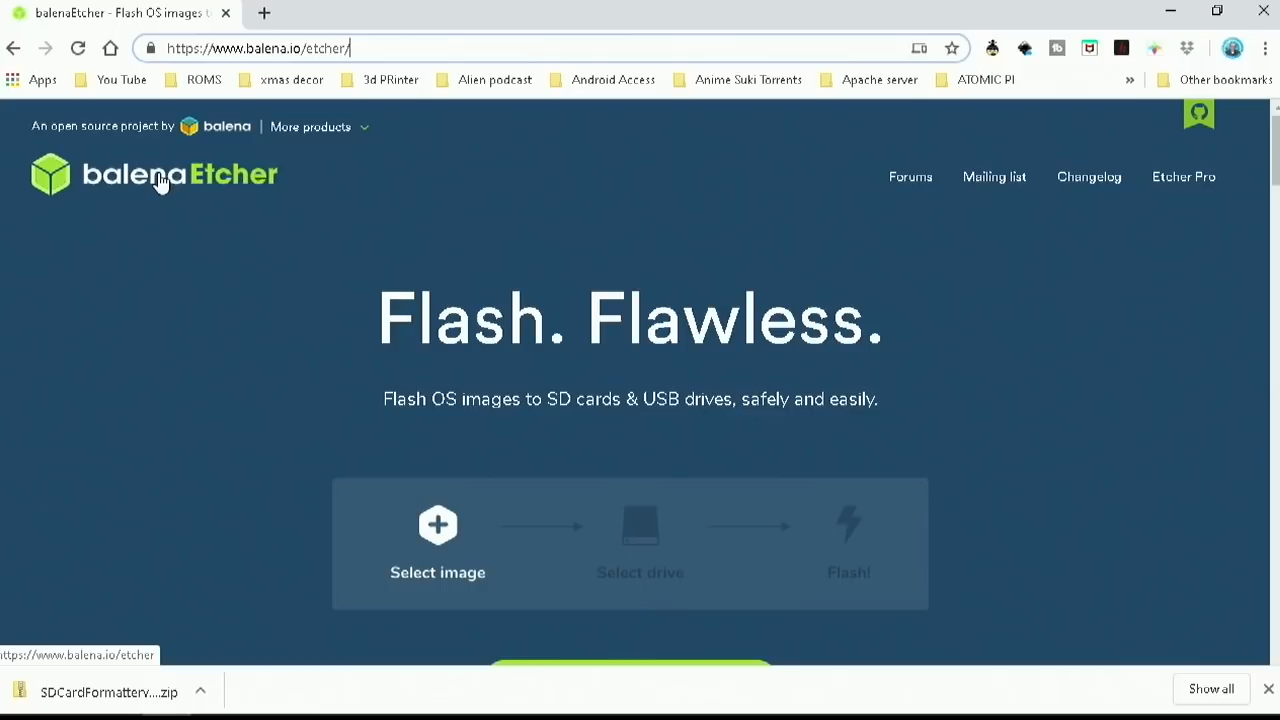 balenaEtcher - Flash OS images t
https://www.balena.io/etcher/
Apps
You Tube
ROMS
xmas decor
3d PRinter
Alien podcast
Android Access
Anime Suki Torrents
Apache server
ATOMIC PI
»
Other bookmarks
An open source project by balena | More products
balenaEtcher
Forums
Mailing list
Changelog
Etcher Pro
Flash. Flawless.
Flash OS images to SD cards & USB drives, safely and easily.
Select image
Select drive
Flash!
https://www.balena.io/etcher
SDCardFormatterv....zip
Show all